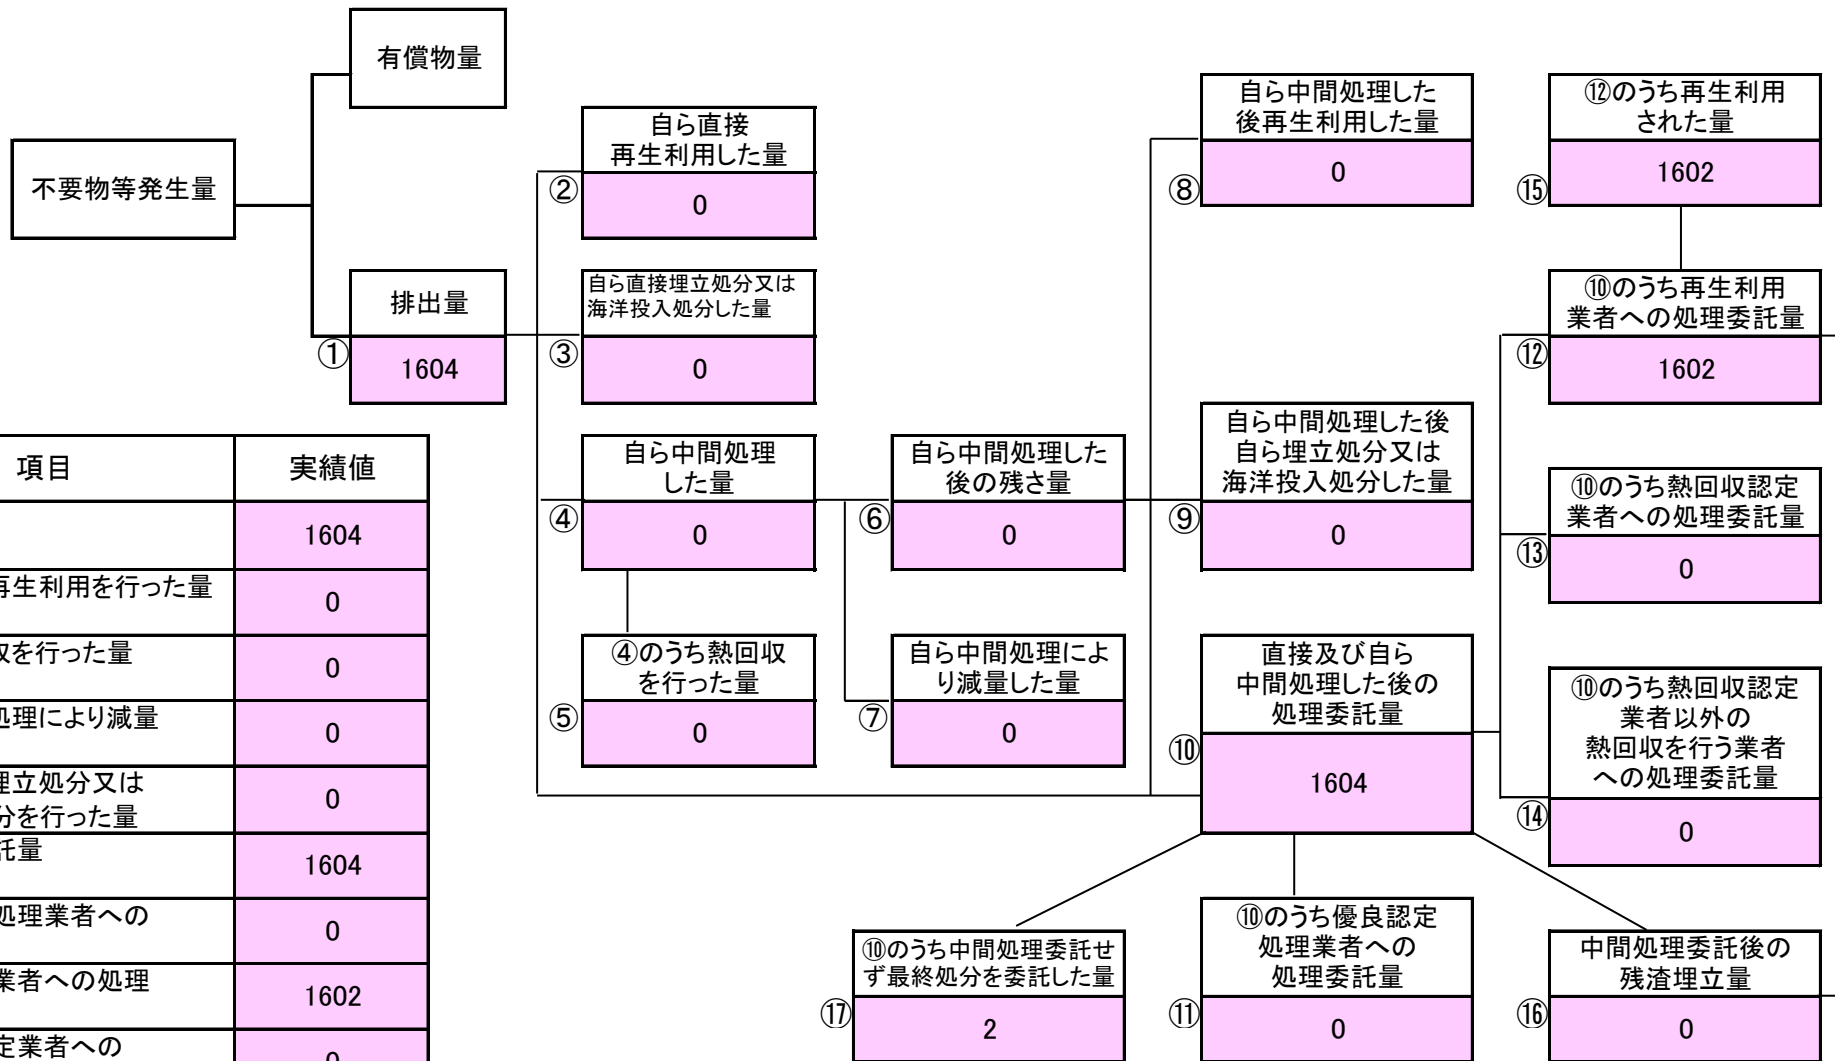 有償物量
不要物等発生量
排出量
①
1604
自ら直接
再生利用した量
②
0
自ら直接埋立処分又は
海洋投入処分した量
③
0
自ら中間処理
した量
④
0
④のうち熱回収
を行った量
⑤
0
自ら中間処理した
後の残さ量
⑥
0
自ら中間処理によ
り減量した量
⑦
0
自ら中間処理した
後再生利用した量
⑧
0
自ら中間処理した後
自ら埋立処分又は
海洋投入処分した量
⑨
0
直接及び自ら
中間処理した後の
処理委託量
⑩
1604
⑫のうち再生利用
された量
⑮
1602
⑩のうち再生利用
業者への処理委託量
⑫
1602
⑩のうち熱回収認定
業者への処理委託量
⑬
0
⑩のうち熱回収認定
業者以外の
熱回収を行う業者
への処理委託量
⑭
0
⑩のうち中間処理委託せ
ず最終処分を委託した量
⑰
2
⑩のうち優良認定
処理業者への
処理委託量
⑪
0
中間処理委託後の
残渣埋立量
⑯
0
項目 実績値
1604
再生利用を行った量 0
を行った量 0
処理により減量 0
埋立処分又は
を行った量 0
託量 1604
処理業者への 0
業者への処理 1602
定業者への 0